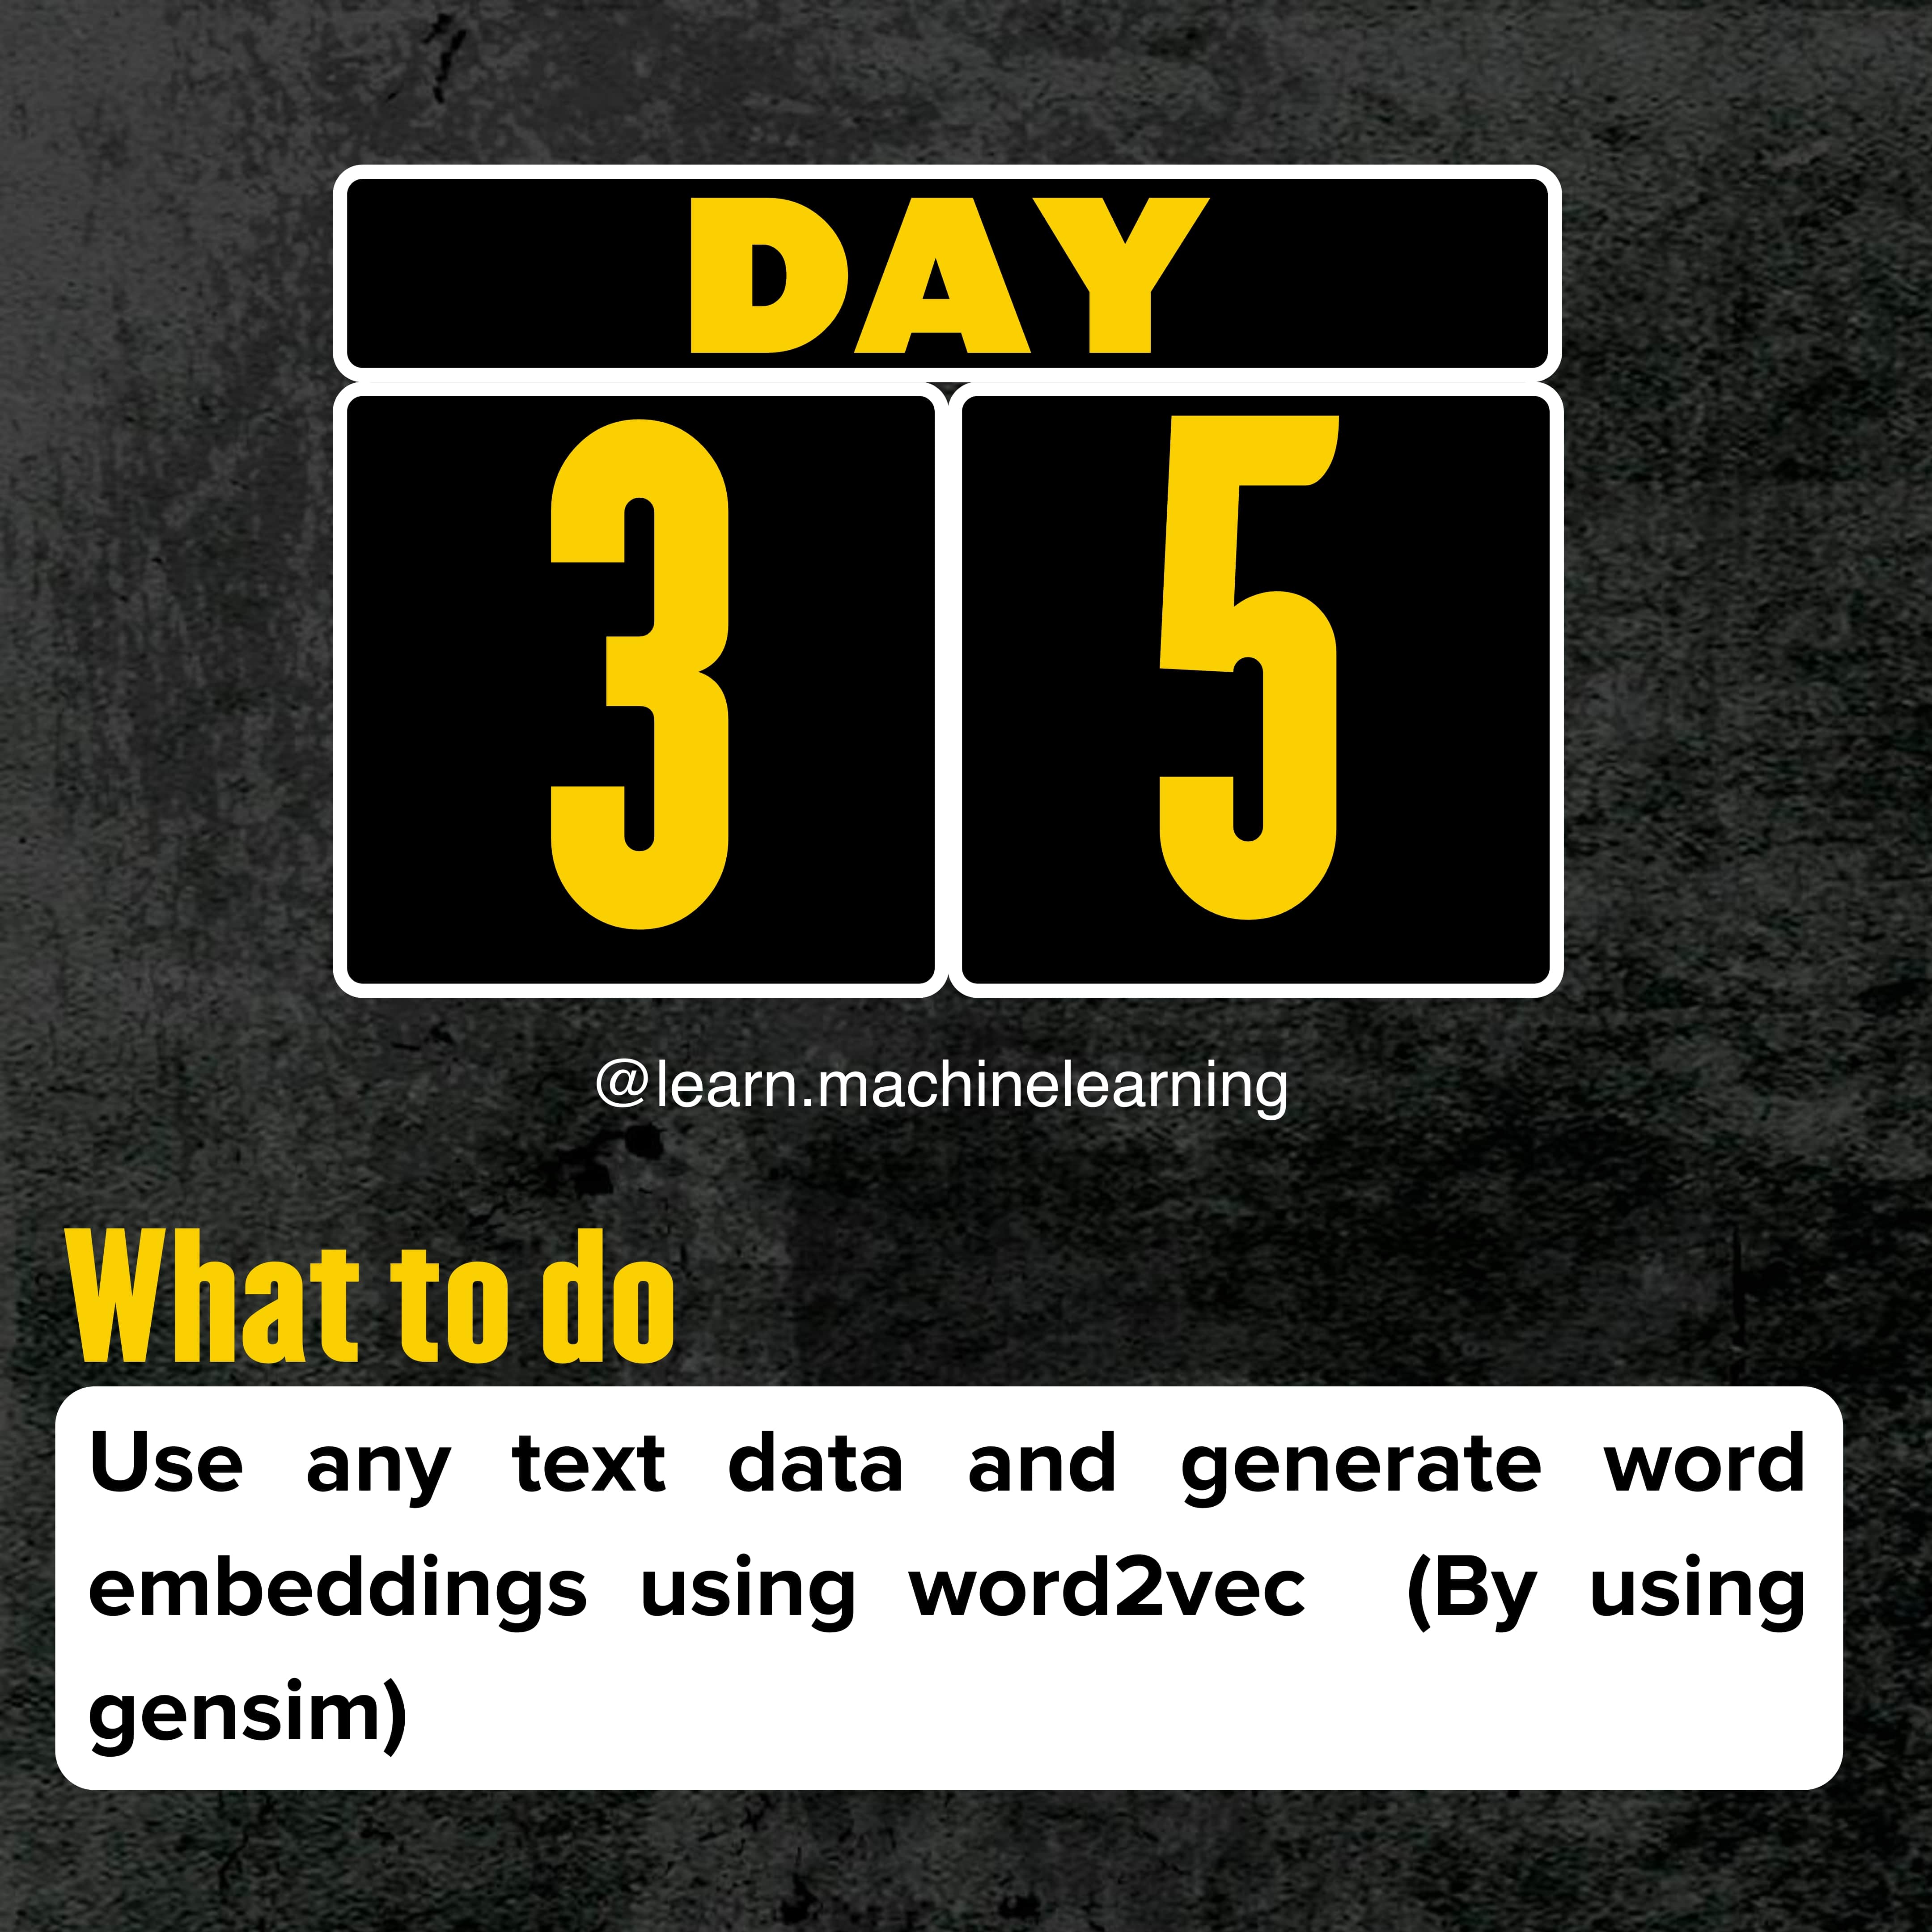 DAY
3 5
@learn.machinelearning
What to do
Use any text data and generate word
embeddings using word2vec (By using
gensim)